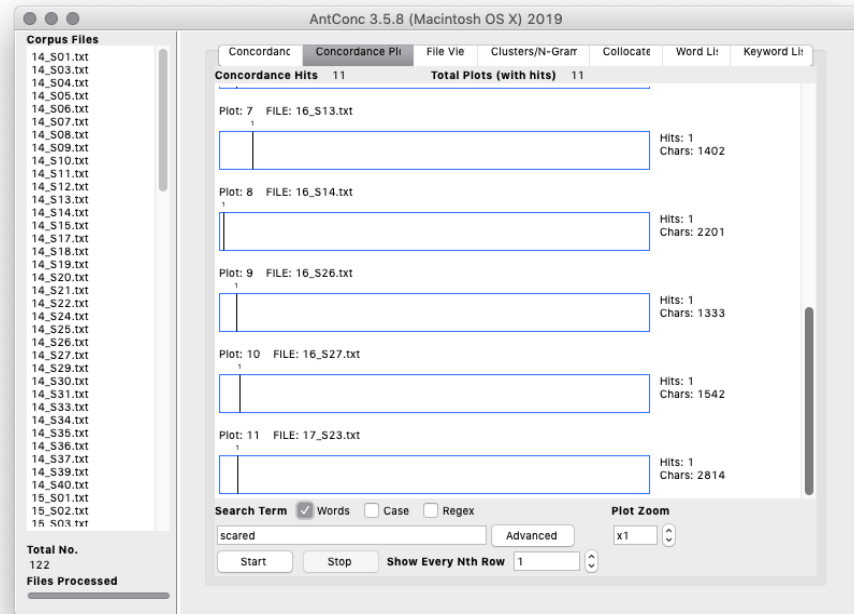 AntConc 3.5.8 (Macintosh OS X) 2019
Corpus Files
14_S01.txt
14_S03.txt
14_S04.txt
14_S05.txt
14_S06.txt
14_S07.txt
14_S08.txt
14_S09.txt
14_S10.txt
14_S11.txt
14_S12.txt
14_S13.txt
14_S14.txt
14_S15.txt
14_S17.txt
14_S18.txt
14_S19.txt
14_S20.txt
14_S21.txt
14_S22.txt
14_S24.txt
14_S25.txt
14_S26.txt
14_S27.txt
14_S29.txt
14_S30.txt
14_S31.txt
14_S33.txt
14_S34.txt
14_S35.txt
14_S36.txt
14_S37.txt
14_S39.txt
14_S40.txt
15_S01.txt
15_S02.txt
15_S03.txt
Total No.
122
Files Processed
Concordanc Concordance Plo File Vie Clusters/N-Gram Collocate Word Lis Keyword Lis
Concordance Hits 11 Total Plots (with hits) 11
Plot: 7 FILE: 16_S13.txt
1
Hits: 1
Chars: 1402
Plot: 8 FILE: 16_S14.txt
1
Hits: 1
Chars: 2201
Plot: 9 FILE: 16_S26.txt
1
Hits: 1
Chars: 1333
Plot: 10 FILE: 16_S27.txt
1
Hits: 1
Chars: 1542
Plot: 11 FILE: 17_S23.txt
1
Hits: 1
Chars: 2814
Search Term Words Case Regex Plot Zoom
scared Advanced x1
Start Stop Show Every Nth Row 1